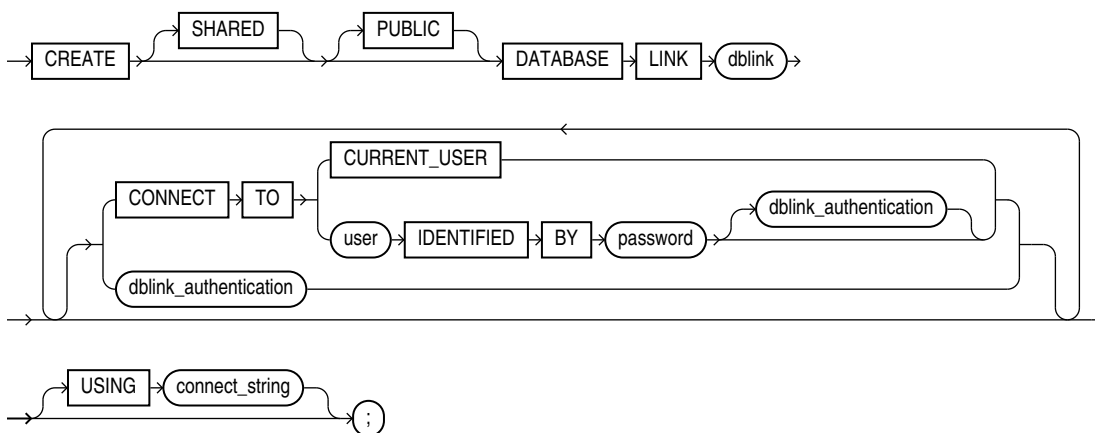 SHARED PUBLIC
CREATE DATABASE LINK dblink
CURRENT_USER
CONNECT TO dblink_authentication
user IDENTIFIED BY password
dblink_authentication
USING connect_string
;